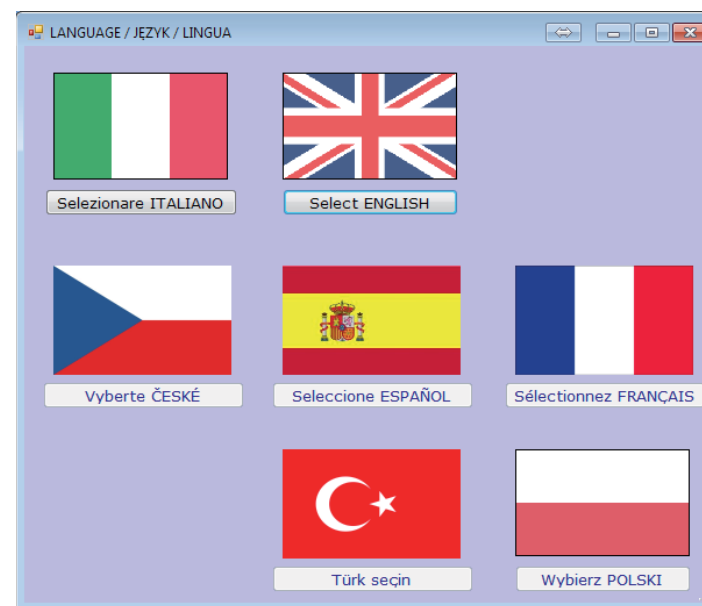 LANGUAGE / JĘZYK / LINGUA
Selezionare ITALIANO
Select ENGLISH
Vyberte ČESKÉ
Seleccione ESPAÑOL
Sélectionnez FRANÇAIS
Türk seçin
Wybierz POLSKI